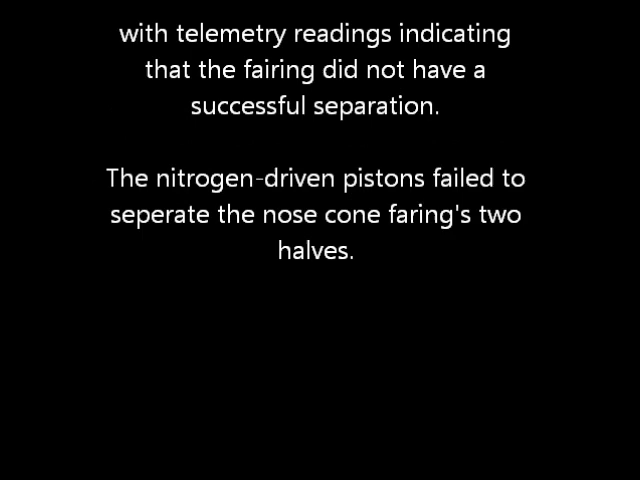 with telemetry readings indicating
that the fairing did not have a
successful separation.
The nitrogen-driven pistons failed to
seperate the nose cone faring's two
halves.